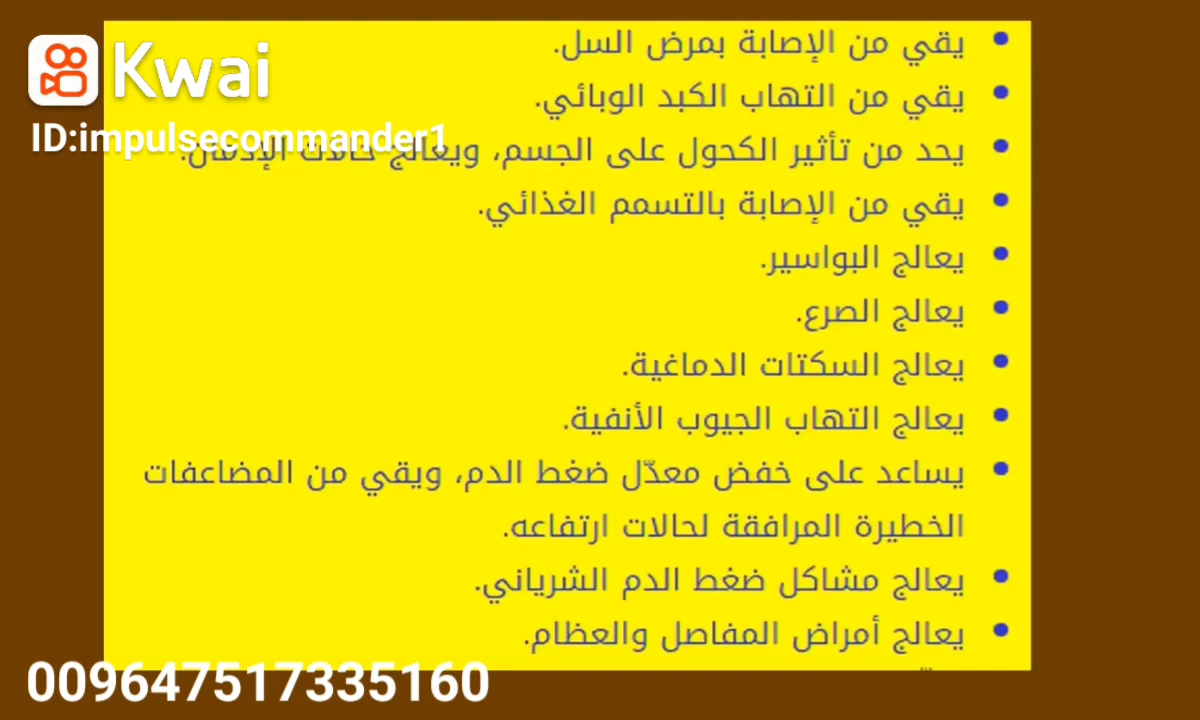 Kwai
ID:impulsecommander1
يقي من الإصابة بمرض السل.
يقي من التهاب الكبد الوبائي.
يحد من تأثير الكحول على الجسم، ويعالج حالات الإدمان.
يقي من الإصابة بالتسمم الغذائي.
يعالج البواسير.
يعالج الصرع.
يعالج السكتات الدماغية.
يعالج التهاب الجيوب الأنفية.
يساعد على خفض معدّل ضغط الدم، ويقي من المضاعفات
الخطيرة المرافقة لحالات ارتفاعه.
يعالج مشاكل ضغط الدم الشرياني.
يعالج أمراض المفاصل والعظام.
009647517335160